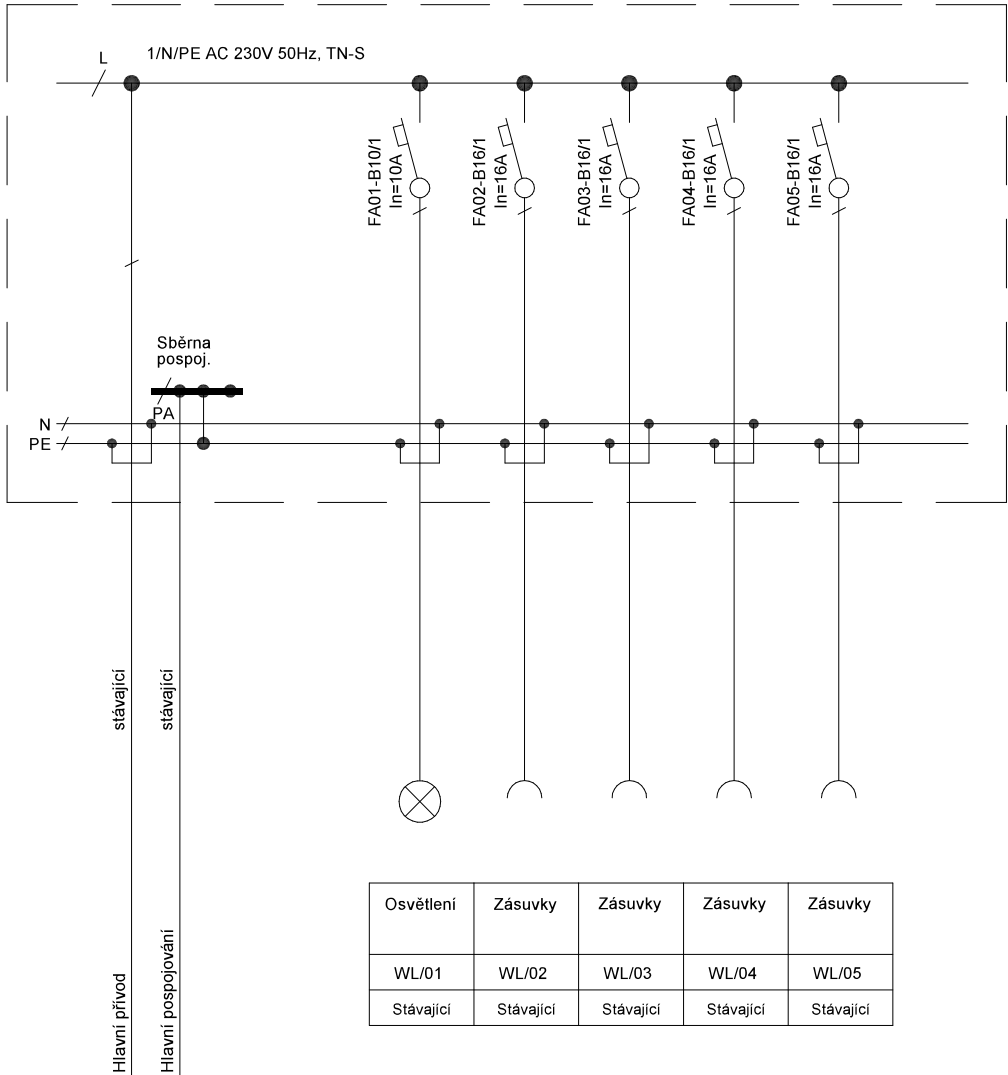 L
1/N/PE AC 230V 50Hz, TN-S
FA01-B10/1
In=10A
FA02-B16/1
In=16A
FA03-B16/1
In=16A
FA04-B16/1
In=16A
FA05-B16/1
In=16A
Sběrna
pospoj.
PA
N
PE
stávající
stávající
Hlavní přívod
Hlavní pospojování
Osvětlení Zásuvky Zásuvky Zásuvky Zásuvky
WL/01 WL/02 WL/03 WL/04 WL/05
Stávající Stávající Stávající Stávající Stávající